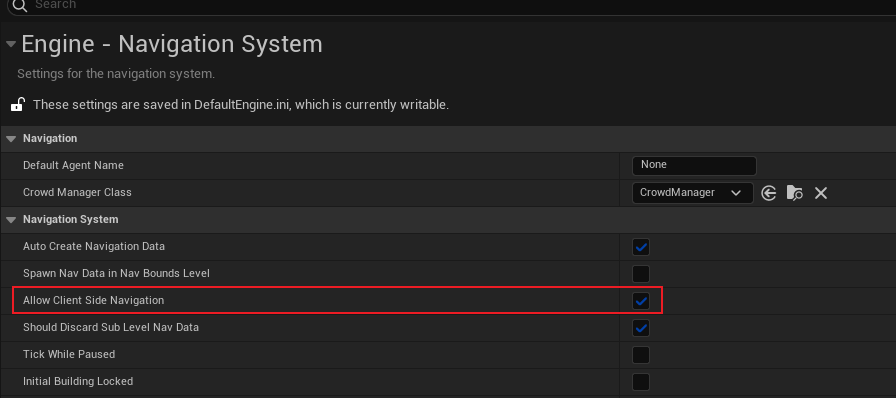 Search
Engine - Navigation System
Settings for the navigation system.
These settings are saved in DefaultEngine.ini, which is currently writable.
Navigation
Default Agent Name
None
Crowd Manager Class
CrowdManager
Navigation System
Auto Create Navigation Data
Spawn Nav Data in Nav Bounds Level
Allow Client Side Navigation
Should Discard Sub Level Nav Data
Tick While Paused
Initial Building Locked